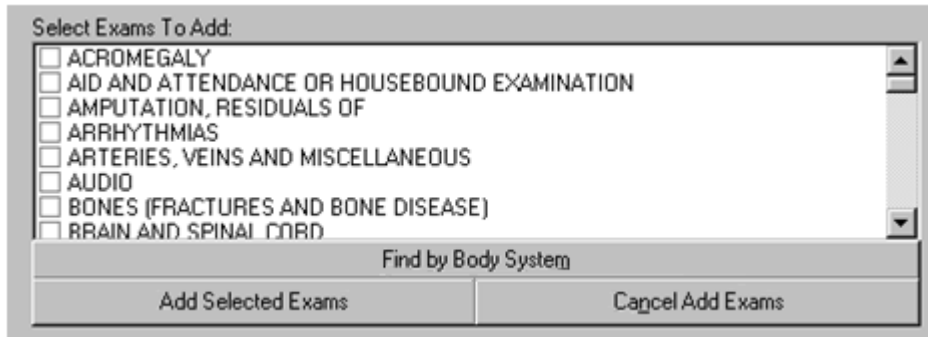 Select Exams To Add:
ACROMEGALY
AID AND ATTENDANCE OR HOUSEBOUND EXAMINATION
AMPUTATION, RESIDUALS OF
ARRHYTHMIAS
ARTERIES, VEINS AND MISCELLANEOUS
AUDIO
BONES (FRACTURES AND BONE DISEASE)
BRAIN AND SPINAL CORD
Find by Body System
Add Selected Exams
Cancel Add Exams